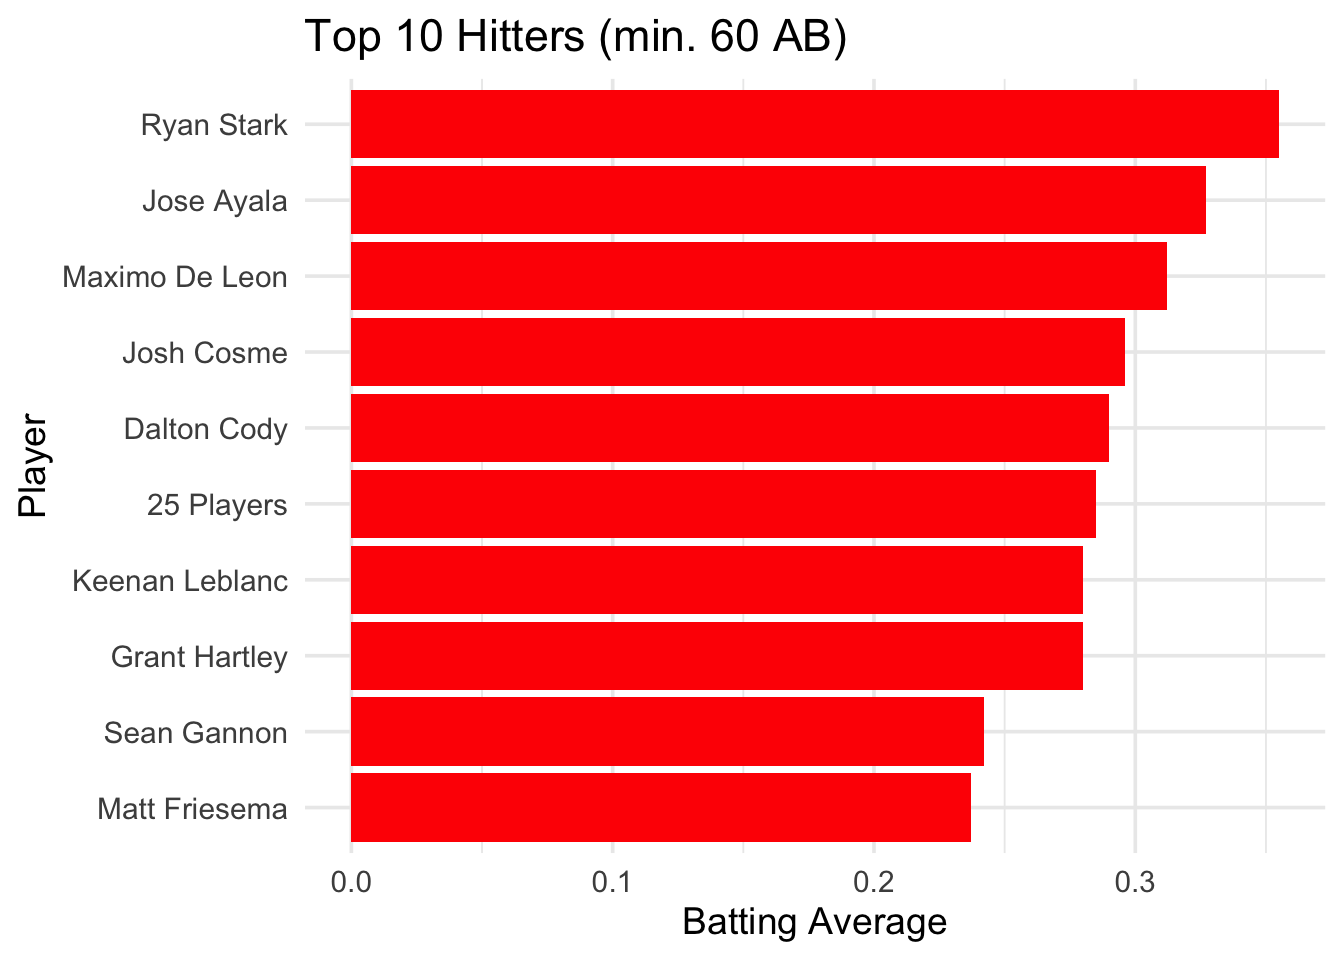 Top 10 Hitters (min. 60 AB)
Ryan Stark
Jose Ayala
Maximo De Leon
Josh Cosme
Dalton Cody
25 Players
Keenan Leblanc
Grant Hartley
Sean Gannon
Matt Friesema
Player
0.0 0.1 0.2 0.3
Batting Average